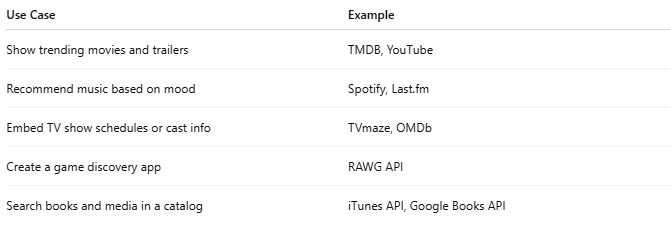 Use Case Example
Show trending movies and trailers TMDB, YouTube
Recommend music based on mood Spotify, Last.fm
Embed TV show schedules or cast info TVmaze, OMDb
Create a game discovery app RAWG API
Search books and media in a catalog iTunes API, Google Books API